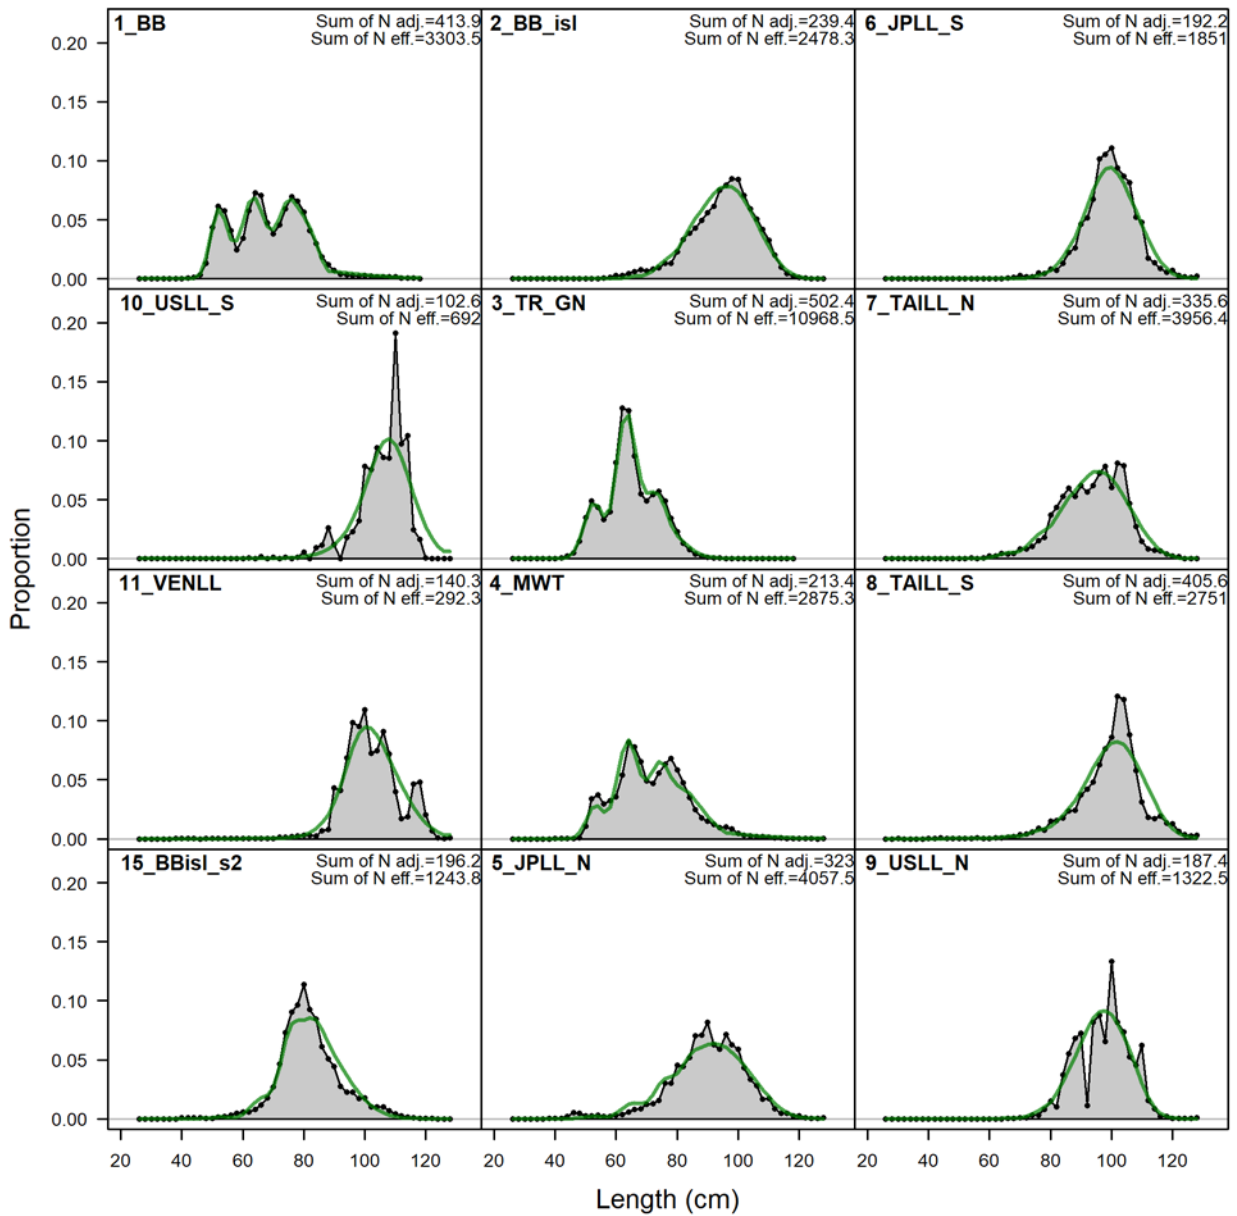 1_BB
Sum of N adj.=413.9
Sum of N eff.=3303.5
2_BB_isl
Sum of N adj.=239.4
Sum of N eff.=2478.3
6_JPLL_S
Sum of N adj.=192.2
Sum of N eff.=1851
0.20
0.15
0.10
0.05
0.00
10_USLL_S
Sum of N adj.=102.6
Sum of N eff.=692
3_TR_GN
Sum of N adj.=502.4
Sum of N eff.=10968.5
7_TAILL_N
Sum of N adj.=335.6
Sum of N eff.=3956.4
0.20
0.15
0.10
0.05
0.00
Proportion
11_VENLL
Sum of N adj.=140.3
Sum of N eff.=292.3
4_MWT
Sum of N adj.=213.4
Sum of N eff.=2875.3
8_TAILL_S
Sum of N adj.=405.6
Sum of N eff.=2751
0.20
0.15
0.10
0.05
0.00
15_BBisl_s2
Sum of N adj.=196.2
Sum of N eff.=1243.8
5_JPLL_N
Sum of N adj.=323
Sum of N eff.=4057.5
9_USLL_N
Sum of N adj.=187.4
Sum of N eff.=1322.5
0.20
0.15
0.10
0.05
0.00
20 40 60 80 100 120 20 40 60 80 100 120 20 40 60 80 100 120
Length (cm)